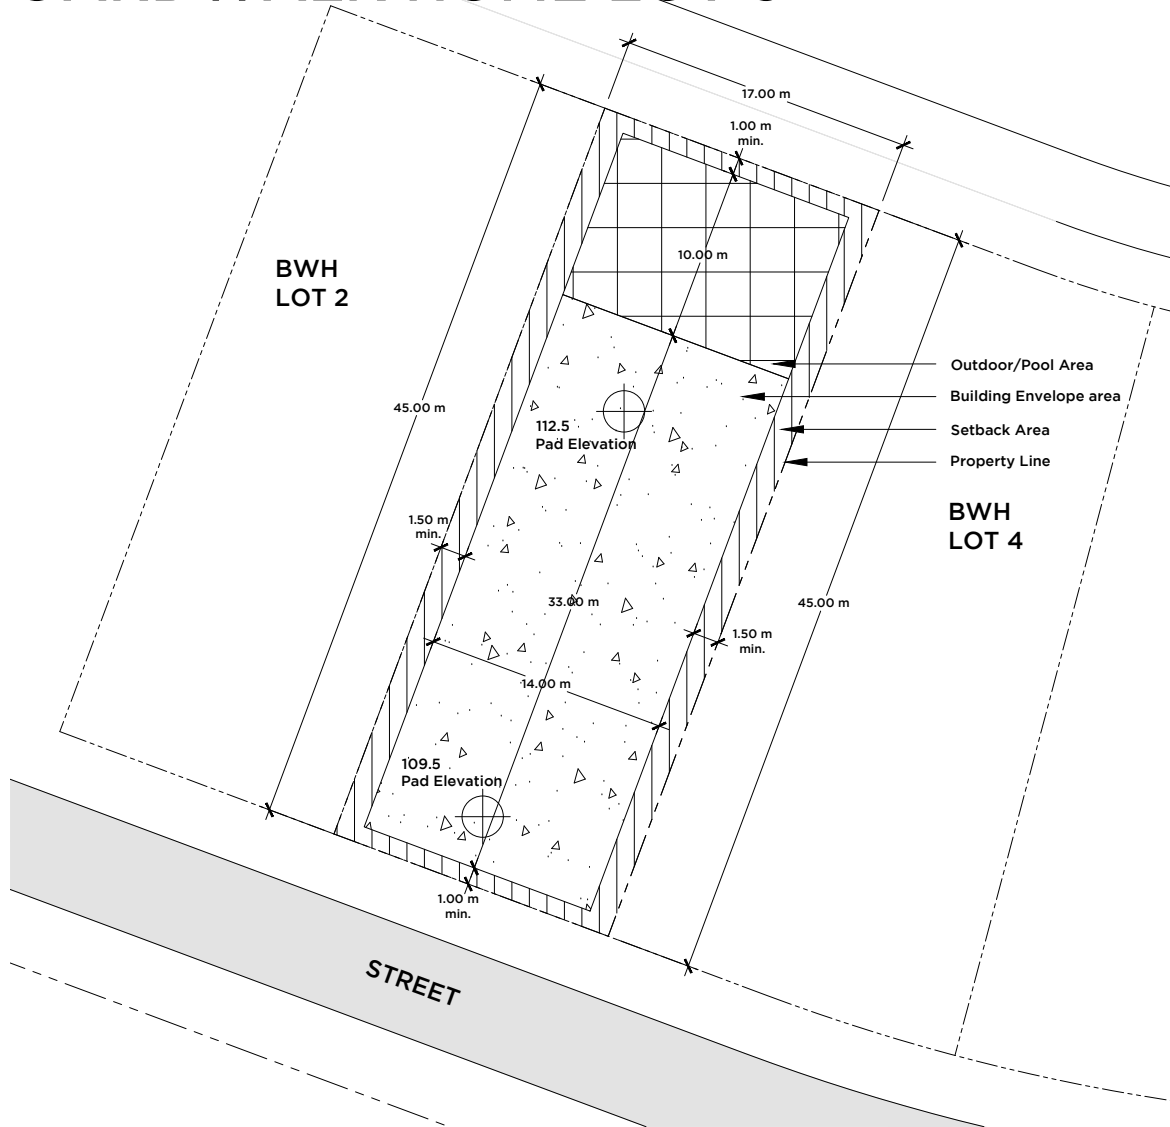 17.00 m
1.00 m
min.
BWH
LOT 2
10.00 m
Outdoor/Pool Area
Building Envelope area
Setback Area
Property Line
45.00 m
112.5
Pad Elevation
BWH
LOT 4
1.50 m
min.
33.00 m
45.00 m
1.50 m
min.
14.00 m
109.5
Pad Elevation
1.00 m
min.
STREET